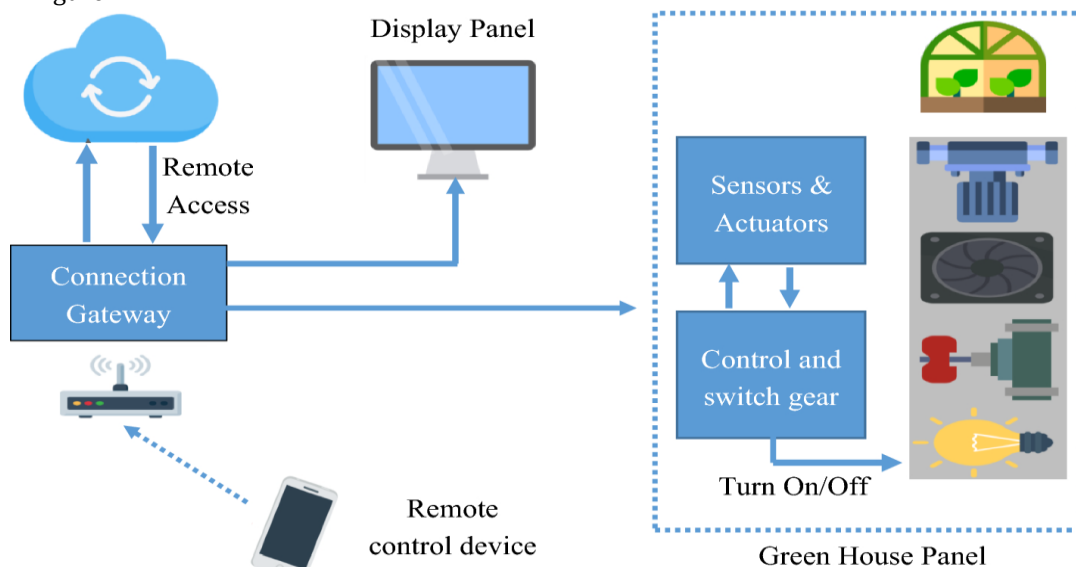 Display Panel
Remote
Access
Connection
Gateway
Sensors &
Actuators
Control and
switch gear
Turn On/Off
Remote
control device
Green House Panel